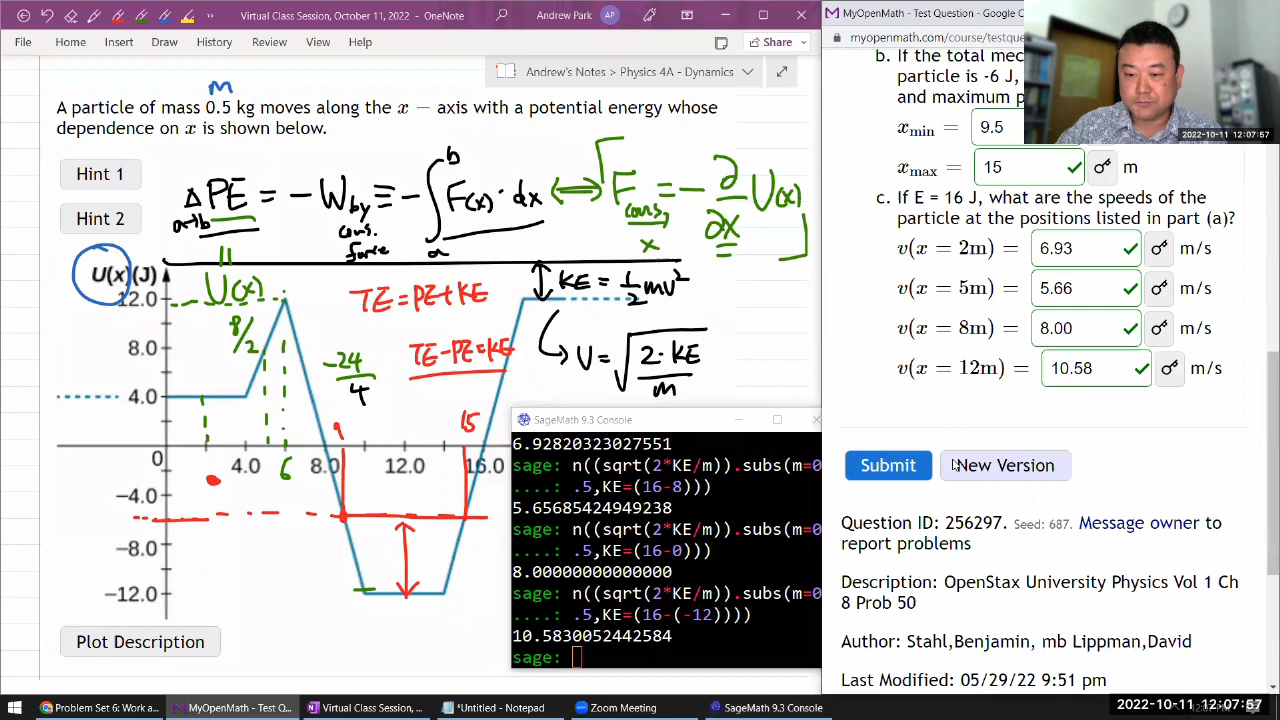 Virtual Class Session, October 11, 2022 - OneNote
Andrew Park
AP
File Home Insert Draw History Review View Help
Share
Andrew's Notes > Physics 4A - Dynamics
m
A particle of mass 0.5 kg moves along the x − axis with a potential energy whose
dependence on x is shown below.
Hint 1
Hint 2
Δ PE = − W by ≡ − ∫ F(x) · dx ⟺ F = − ∂/∂x U(x)
a→b
cons. force
a
b
cons,
x
U(x) (J)
U(x)
TE = PE + KE
KE = 1/2 mv²
TE − PE = KE
V = √(2 · KE / m)
8/2
−24/4
12.0
8.0
4.0
0
−4.0
−8.0
−12.0
4.0
8.0
12.0
16.0
6
9
15
Plot Description
SageMath 9.3 Console
6.92820323027551
sage: n((sqrt(2*KE/m)).subs(m=0
....: .5,KE=(16-8)))
5.65685424949238
sage: n((sqrt(2*KE/m)).subs(m=0
....: .5,KE=(16-0)))
8.00000000000000
sage: n((sqrt(2*KE/m)).subs(m=0
....: .5,KE=(16-(-12))))
10.5830052442584
sage:
MyOpenMath - Test Question - Google C
myopenmath.com/course/testque
b. If the total mec
particle is -6 J,
and maximum p
xmin = 9.5
xmax = 15 m
c. If E = 16 J, what are the speeds of the
particle at the positions listed in part (a)?
v(x = 2m) = 6.93 m/s
v(x = 5m) = 5.66 m/s
v(x = 8m) = 8.00 m/s
v(x = 12m) = 10.58 m/s
Submit
New Version
Question ID: 256297. Seed: 687. Message owner to
report problems
Description: OpenStax University Physics Vol 1 Ch
8 Prob 50
Author: Stahl,Benjamin, mb Lippman,David
Last Modified: 05/29/22 9:51 pm
2022-10-11 12:07:57
Problem Set 6: Work a...
MyOpenMath - Test Q...
Virtual Class Session, ...
*Untitled - Notepad
Zoom Meeting
SageMath 9.3 Console
2022-10-11 12:07:57